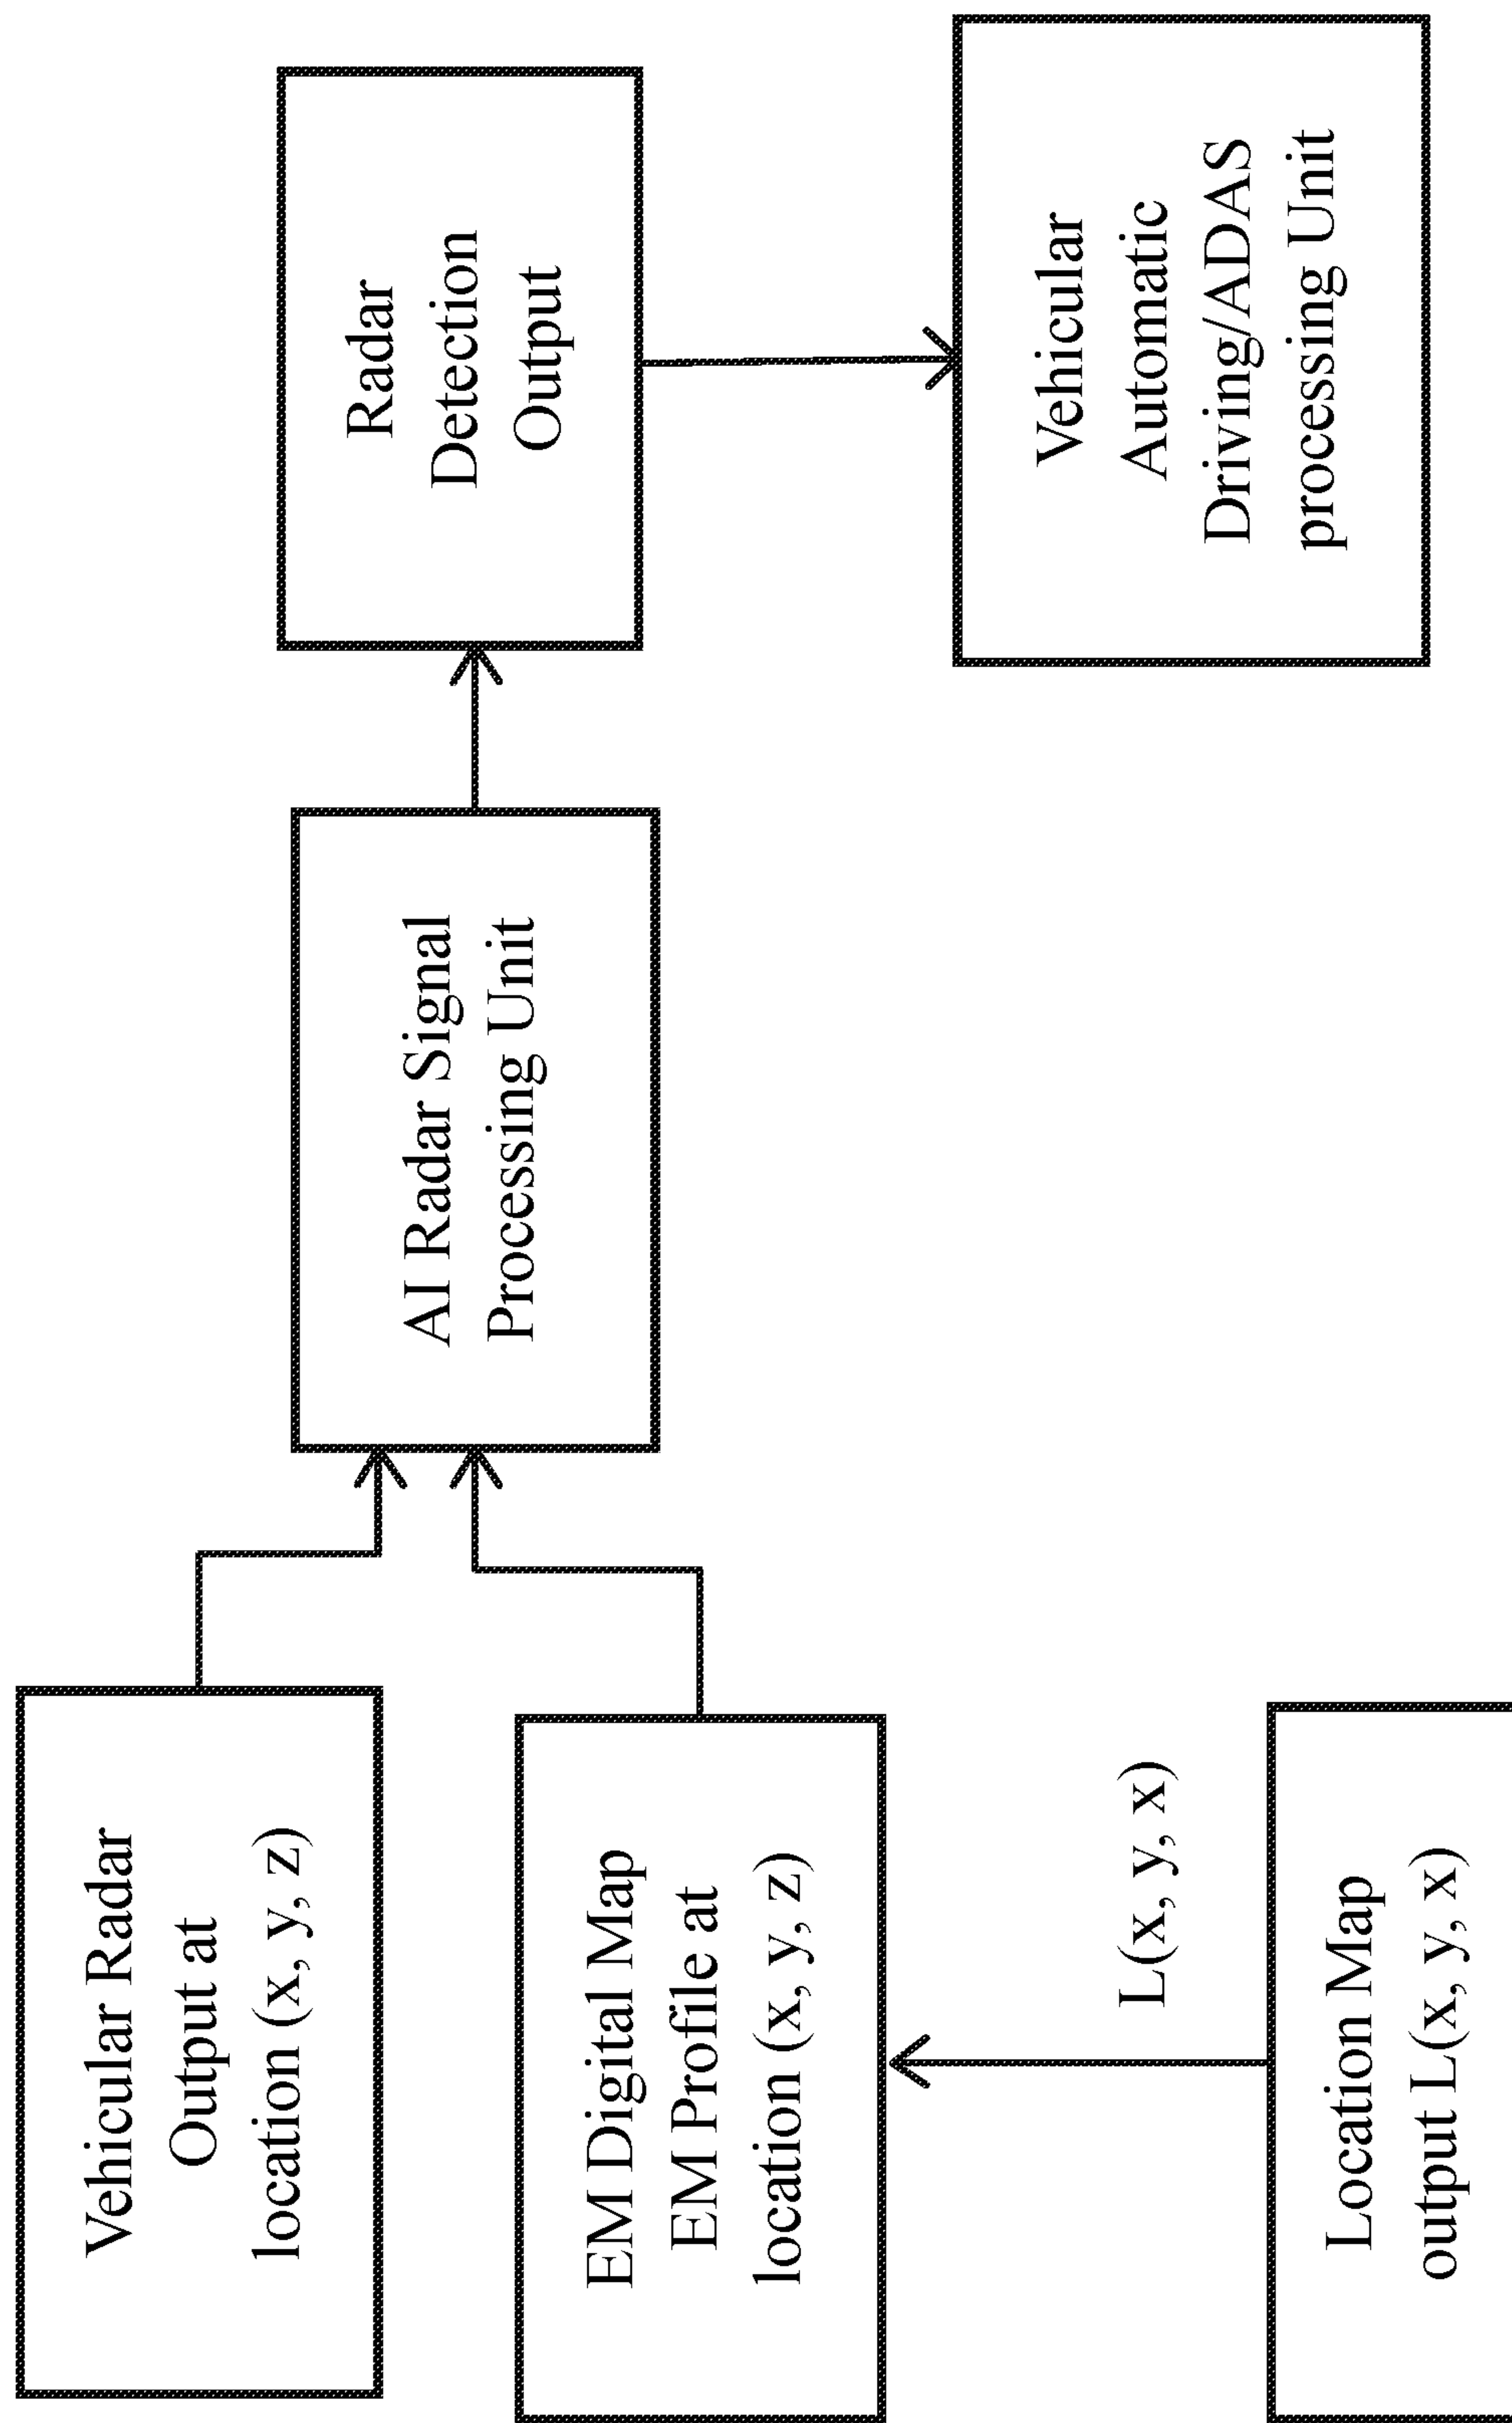 Vehicular Radar
Output at
location (x, y, z)
EM Digital Map
EM Profile at
location (x, y, z)
L(x, y, x)
Location Map
output L(x, y, x)
AI Radar Signal
Processing Unit
Radar
Detection
Output
Vehicular
Automatic
Driving/ADAS
processing Unit